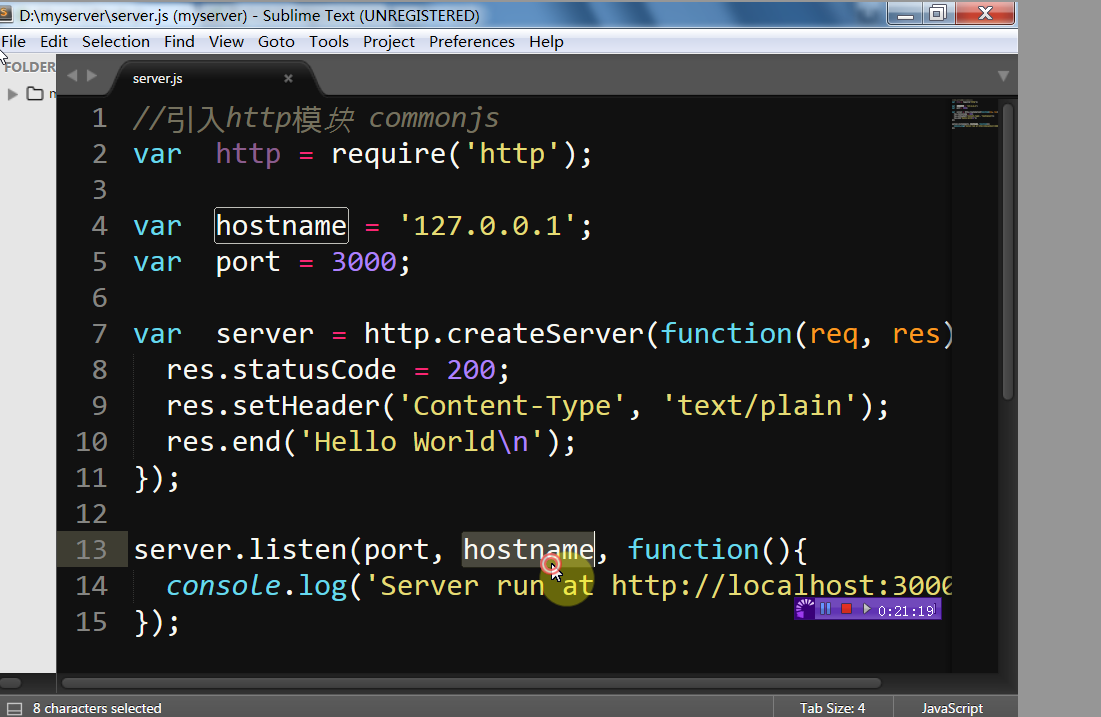 D:\myserver\server.js (myserver) - Sublime Text (UNREGISTERED)
File Edit Selection Find View Goto Tools Project Preferences Help
FOLDER
server.js
1 //引入http模块 commonjs
2 var  http = require('http');
3
4 var  hostname = '127.0.0.1';
5 var  port = 3000;
6
7 var  server = http.createServer(function(req, res)
8   res.statusCode = 200;
9   res.setHeader('Content-Type', 'text/plain');
10   res.end('Hello World\n');
11 });
12
13 server.listen(port, hostname, function(){
14   console.log('Server run at http://localhost:3000
15 });
0:21:19
8 characters selected
Tab Size: 4
JavaScript